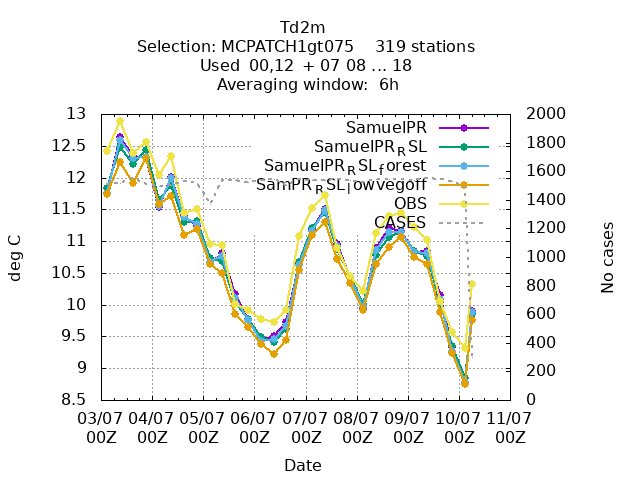 Td2m
Selection: MCPATCH1gt075    319 stations
Used  00,12  + 07 08 ... 18
Averaging window:  6h
13
12.5
12
11.5
11
10.5
10
9.5
9
8.5
deg C
2000
1800
1600
1400
1200
1000
800
600
400
200
0
No cases
SamuelPR
SamuelPR_RSL
SamuelPR_RSL_forest
SamPR_RSL_lowvegoff
OBS
CASES
03/07 04/07 05/07 06/07 07/07 08/07 09/07 10/07 11/07
00Z 00Z 00Z 00Z 00Z 00Z 00Z 00Z 00Z
Date